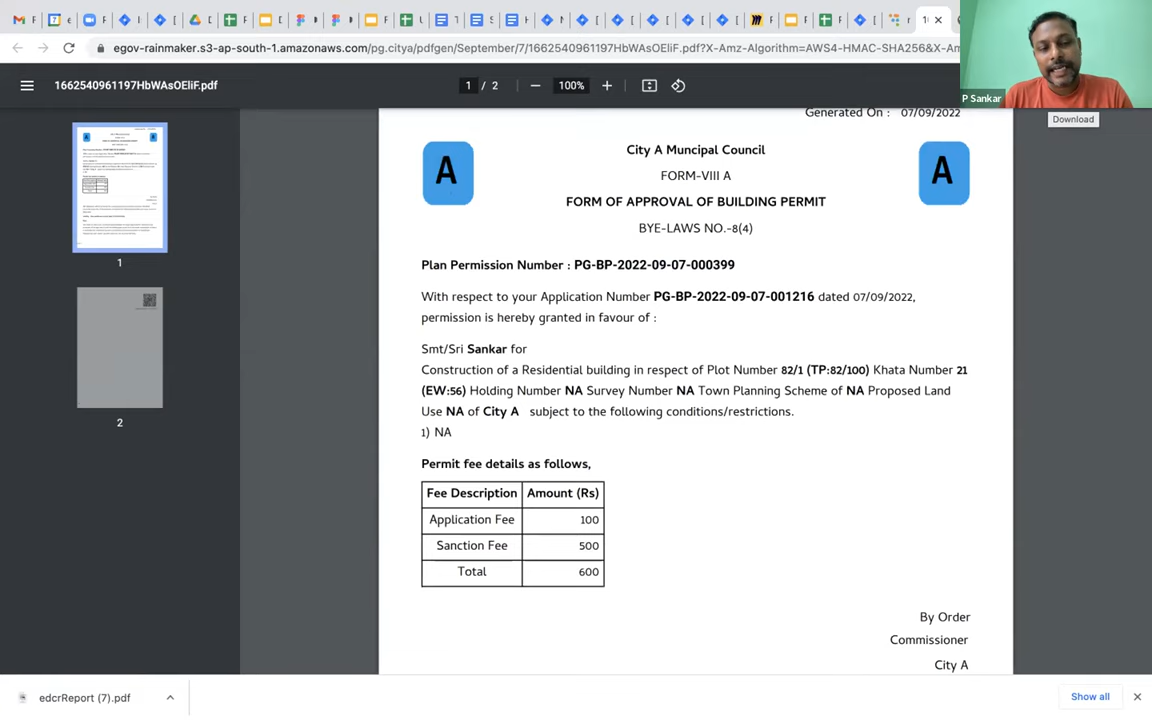 egov-rainmaker.s3-ap-south-1.amazonaws.com/pg.citya/pdfgen/September/7/1662540961197HbWAsOEliF.pdf?X-Amz-Algorithm=AWS4-HMAC-SHA256&X-Am
1662540961197HbWAsOEliF.pdf
1 / 2
100%
P Sankar
Download
Generated On : 07/09/2022
A
City A Muncipal Council
A
FORM-VIII A
FORM OF APPROVAL OF BUILDING PERMIT
BYE-LAWS NO.-8(4)
Plan Permission Number : PG-BP-2022-09-07-000399
With respect to your Application Number PG-BP-2022-09-07-001216 dated 07/09/2022,
permission is hereby granted in favour of :
Smt/Sri Sankar for
Construction of a Residential building in respect of Plot Number 82/1 (TP:82/100) Khata Number 21
(EW:56) Holding Number NA Survey Number NA Town Planning Scheme of NA Proposed Land
Use NA of City A subject to the following conditions/restrictions.
1) NA
Permit fee details as follows,
Fee Description Amount (Rs)
Application Fee 100
Sanction Fee 500
Total 600
By Order
Commissioner
City A
1
2
edcrReport (7).pdf
Show all